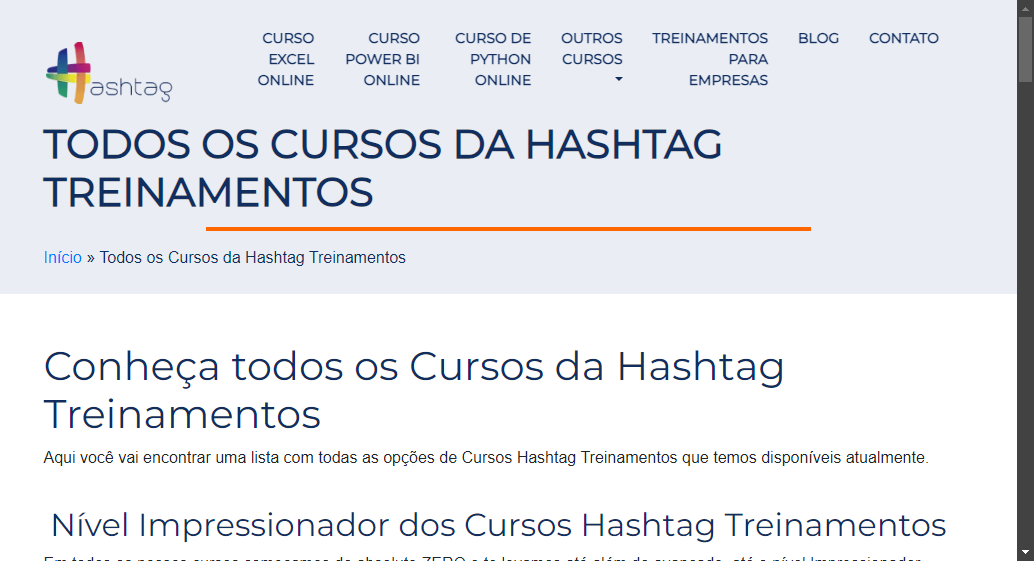 CURSO EXCEL ONLINE
CURSO POWER BI ONLINE
CURSO DE PYTHON ONLINE
OUTROS CURSOS
TREINAMENTOS PARA EMPRESAS
BLOG
CONTATO
Hashtag
TODOS OS CURSOS DA HASHTAG
TREINAMENTOS
Início » Todos os Cursos da Hashtag Treinamentos
Conheça todos os Cursos da Hashtag
Treinamentos
Aqui você vai encontrar uma lista com todas as opções de Cursos Hashtag Treinamentos que temos disponíveis atualmente.
Nível Impressionador dos Cursos Hashtag Treinamentos